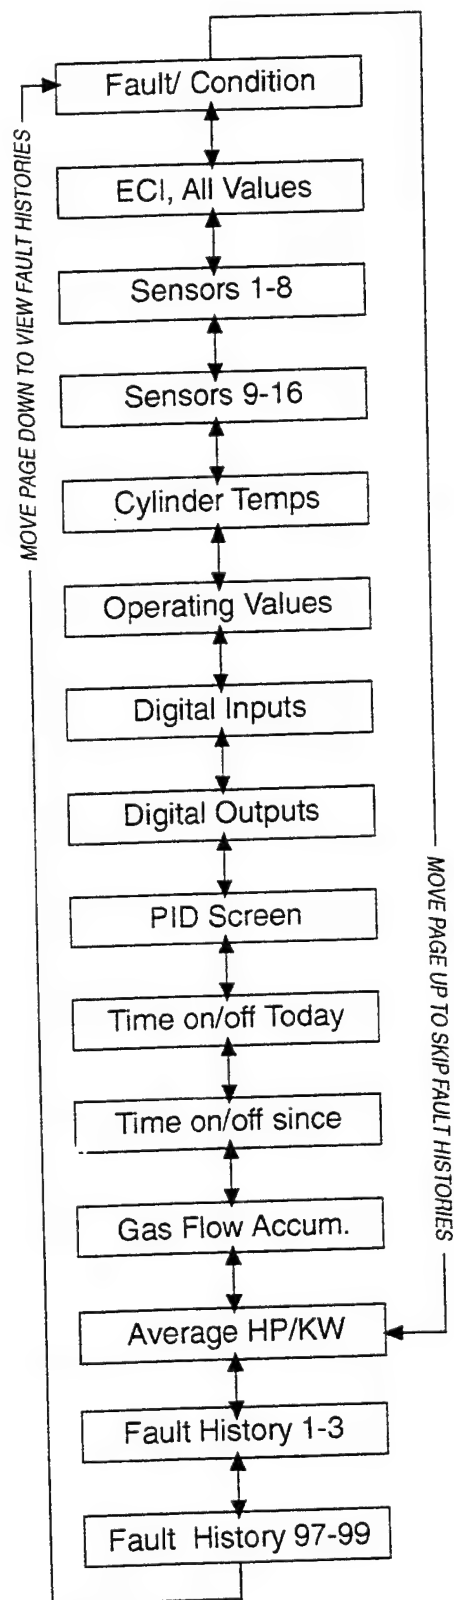 Fault/ Condition
ECI, All Values
Sensors 1-8
Sensors 9-16
Cylinder Temps
Operating Values
Digital Inputs
Digital Outputs
PID Screen
Time on/off Today
Time on/off since
Gas Flow Accum.
Average HP/KW
Fault History 1-3
Fault History 97-99
MOVE PAGE DOWN TO VIEW FAULT HISTORIES
MOVE PAGE UP TO SKIP FAULT HISTORIES